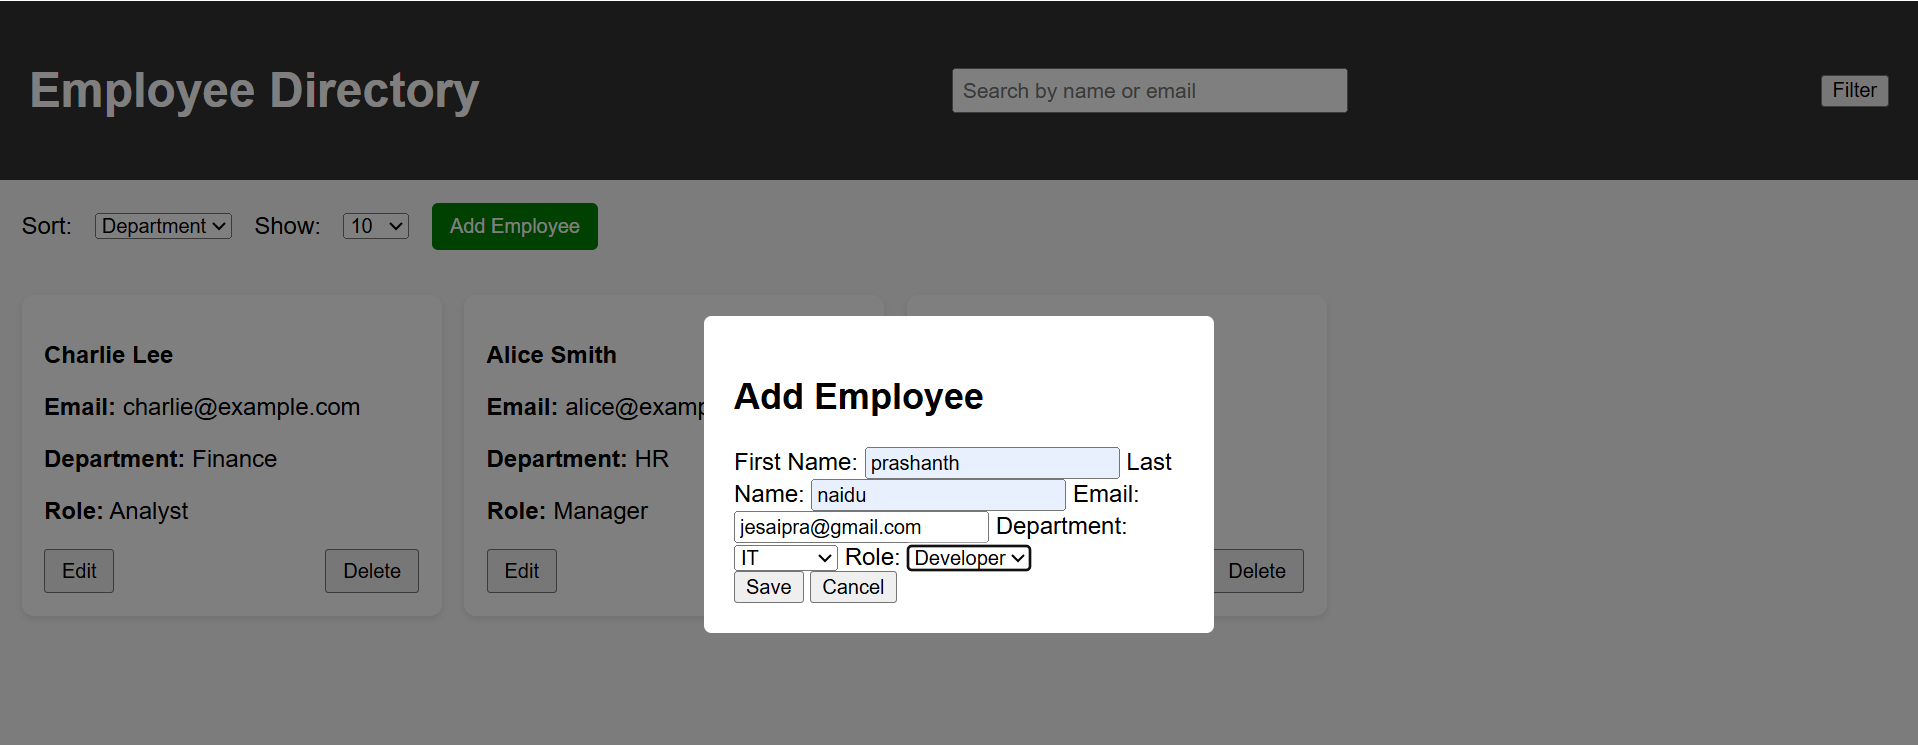 Employee Directory
Search by name or email
Filter
Sort: Department Show: 10 Add Employee
Charlie Lee
Email: charlie@example.com
Department: Finance
Role: Analyst
Edit Delete
Alice Smith
Email: alice@examp
Department: HR
Role: Manager
Edit
Delete
Add Employee
First Name: prashanth Last
Name: naidu Email:
jesaipra@gmail.com Department:
IT Role: Developer
Save Cancel